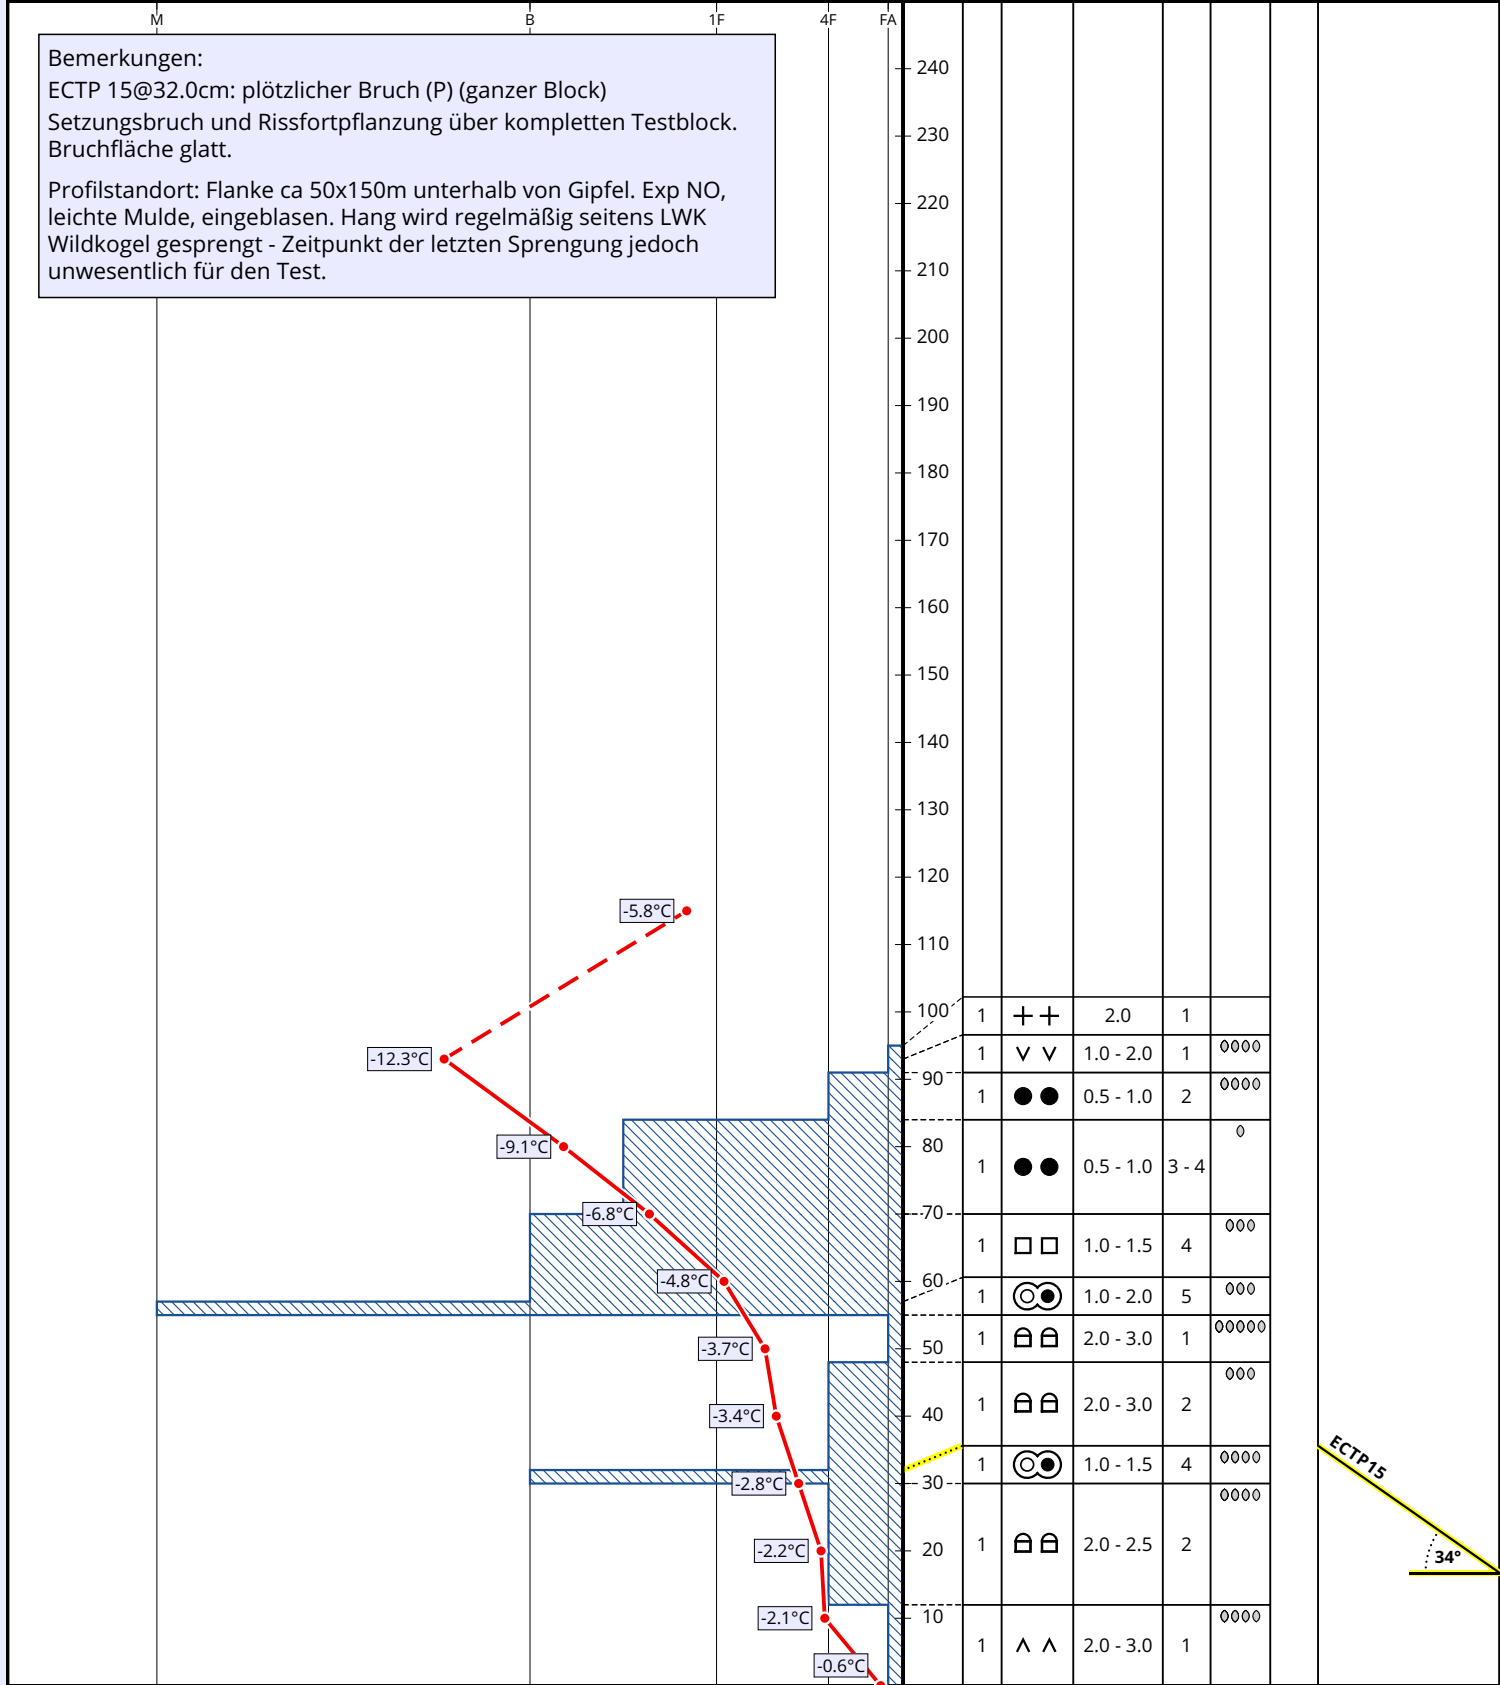 M B 1F 4F FA
Bemerkungen:
ECTP 15@32.0cm: plötzlicher Bruch (P) (ganzer Block)
Setzungsbruch und Rissfortpflanzung über kompletten Testblock.
Bruchfläche glatt.
Profilstandort: Flanke ca 50x150m unterhalb von Gipfel. Exp NO,
leichte Mulde, eingeblasen. Hang wird regelmäßig seitens LWK
Wildkogel gesprengt - Zeitpunkt der letzten Sprengung jedoch
unwesentlich für den Test.
240
230
220
210
200
190
180
170
160
150
140
130
120
-5.8°C
110
100 1 + + 2.0 1
-12.3°C 1 1.0 - 2.0 1
90 1 0.5 - 1.0 2
-9.1°C 80 1 0.5 - 1.0 3 - 4
-6.8°C 70
1 1.0 - 1.5 4
-4.8°C 60 1 1.0 - 2.0 5
-3.7°C 50 1 2.0 - 3.0 1
-3.4°C 40 1 2.0 - 3.0 2
ECTP15
-2.8°C 30 1 1.0 - 1.5 4
-2.2°C 20 1 2.0 - 2.5 2
34°
-2.1°C 10
1 2.0 - 3.0 1
-0.6°C